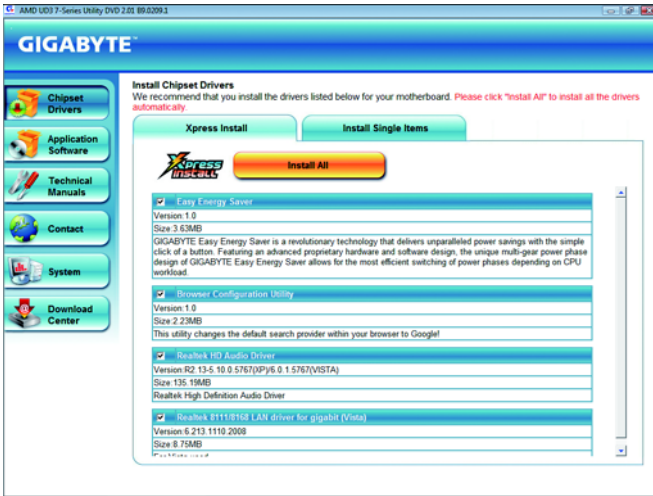 AMD UD3 7-Series Utility DVD 2.01 B9.0209.1
GIGABYTE™
Chipset
Drivers
Application
Software
Technical
Manuals
Contact
System
Download
Center
Install Chipset Drivers
We recommend that you install the drivers listed below for your motherboard. Please click "Install All" to install all the drivers
automatically.
Xpress Install
Install Single Items
Xpress
Install
Install All
Easy Energy Saver
Version:1.0
Size:3.63MB
GIGABYTE Easy Energy Saver is a revolutionary technology that delivers unparalleled power savings with the simple
click of a button. Featuring an advanced proprietary hardware and software design, the unique multi-gear power phase
design of GIGABYTE Easy Energy Saver allows for the most efficient switching of power phases depending on CPU
workload.
Browser Configuration Utility
Version:1.0
Size:2.23MB
This utility changes the default search provider within your browser to Google!
Realtek HD Audio Driver
Version:R2.13-5.10.0.5767(XP)/6.0.1.5767(VISTA)
Size:135.19MB
Realtek High Definition Audio Driver
Realtek 8111/8168 LAN driver for gigabit (Vista)
Version:6.213.1110.2008
Size:8.75MB
For Vista used